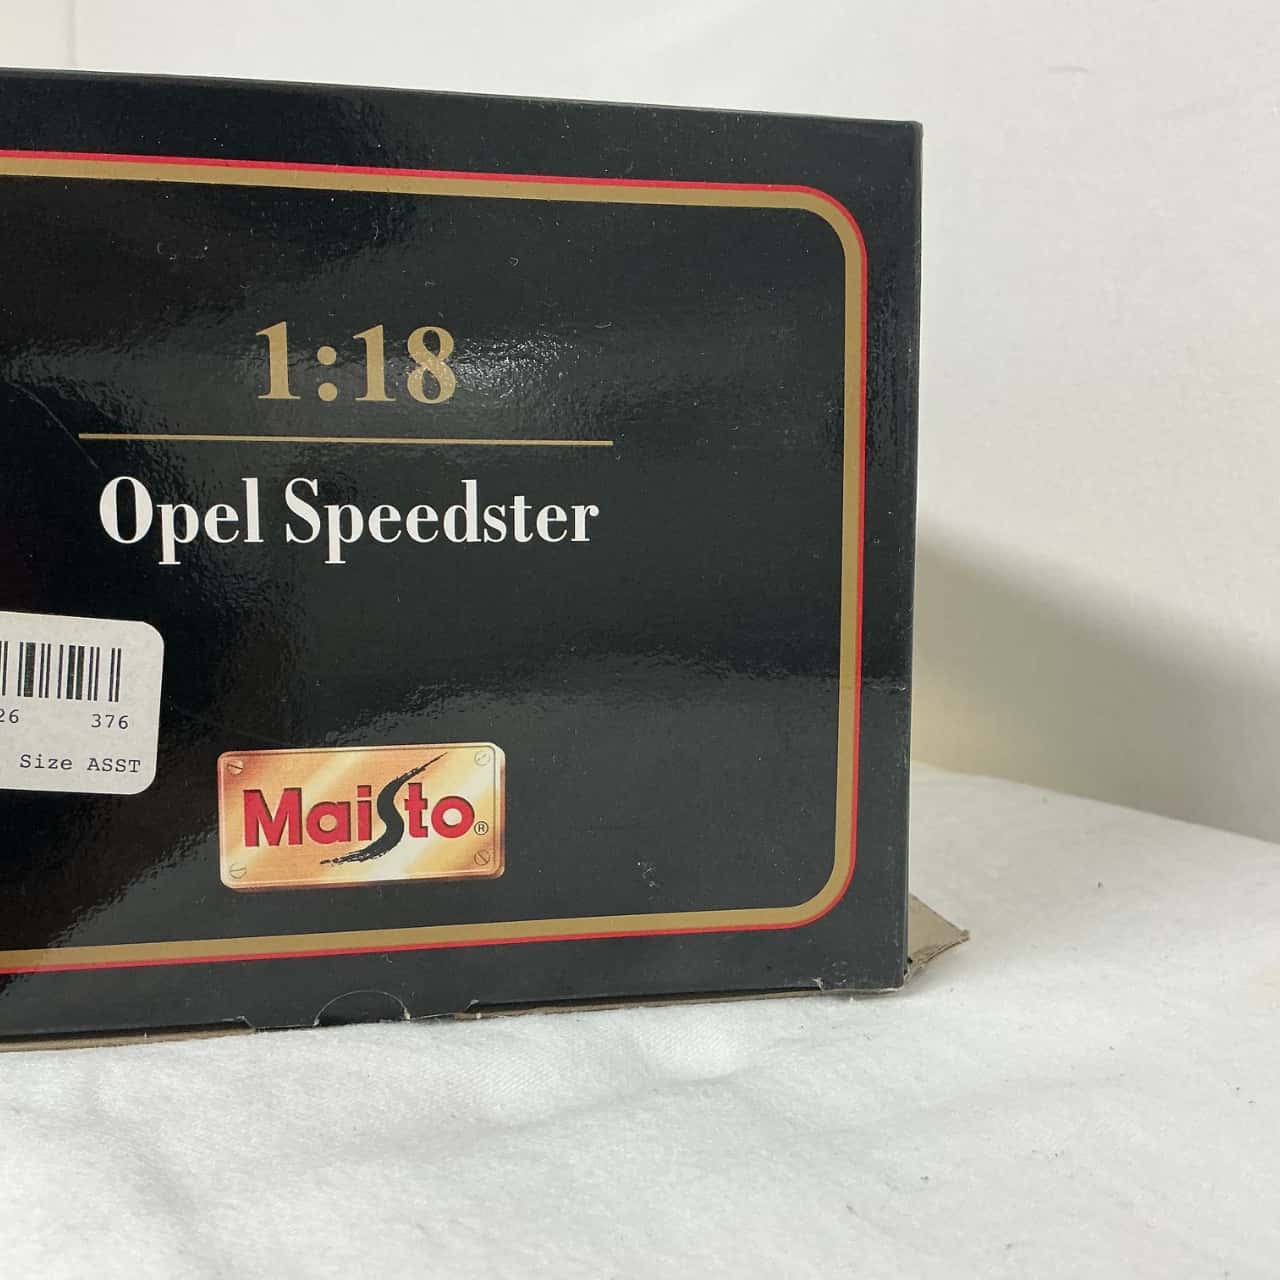 1:18
Opel Speedster
26 376
Size ASST
Maisto®